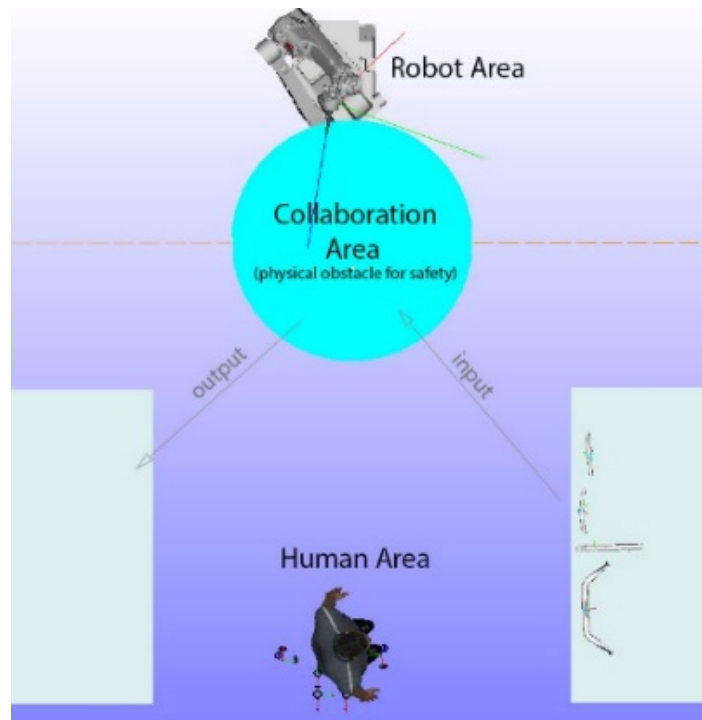 Robot Area
Collaboration
Area
(physical obstacle for safety)
output
input
Human Area